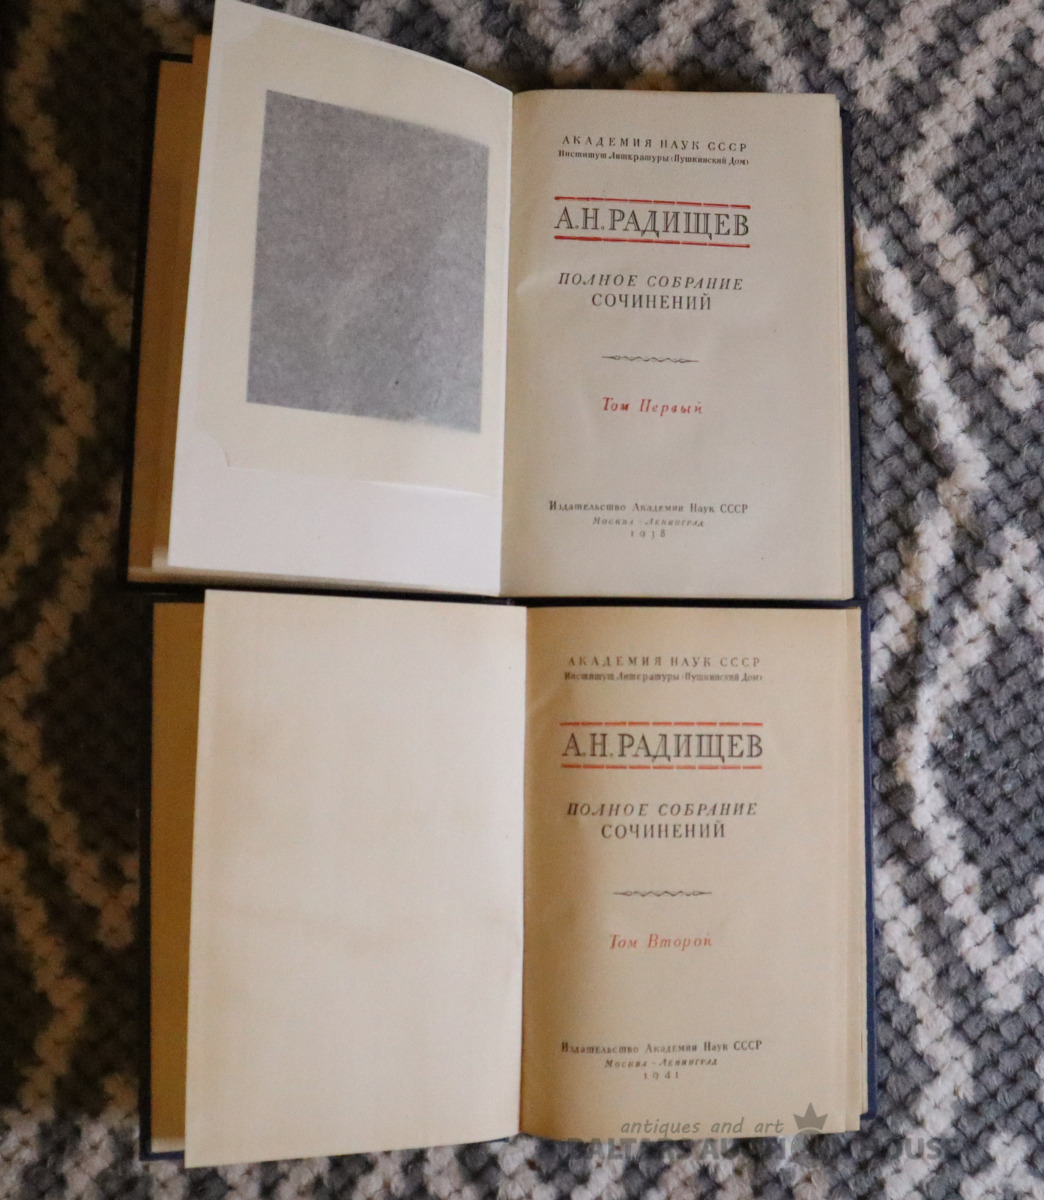 АКАДЕМИЯ НАУК СССР
Институт Литературы (Пушкинский Дом)
А.Н.РАДИЩЕВ
ПОЛНОЕ СОБРАНИЕ
СОЧИНЕНИЙ
Том Первый
Издательство Академии Наук СССР
Москва - Ленинград
1938
АКАДЕМИЯ НАУК СССР
Институт Литературы (Пушкинский Дом)
А.Н.РАДИЩЕВ
ПОЛНОЕ СОБРАНИЕ
СОЧИНЕНИЙ
Том Второй
Издательство Академии Наук СССР
Москва - Ленинград
1941
antiques and art